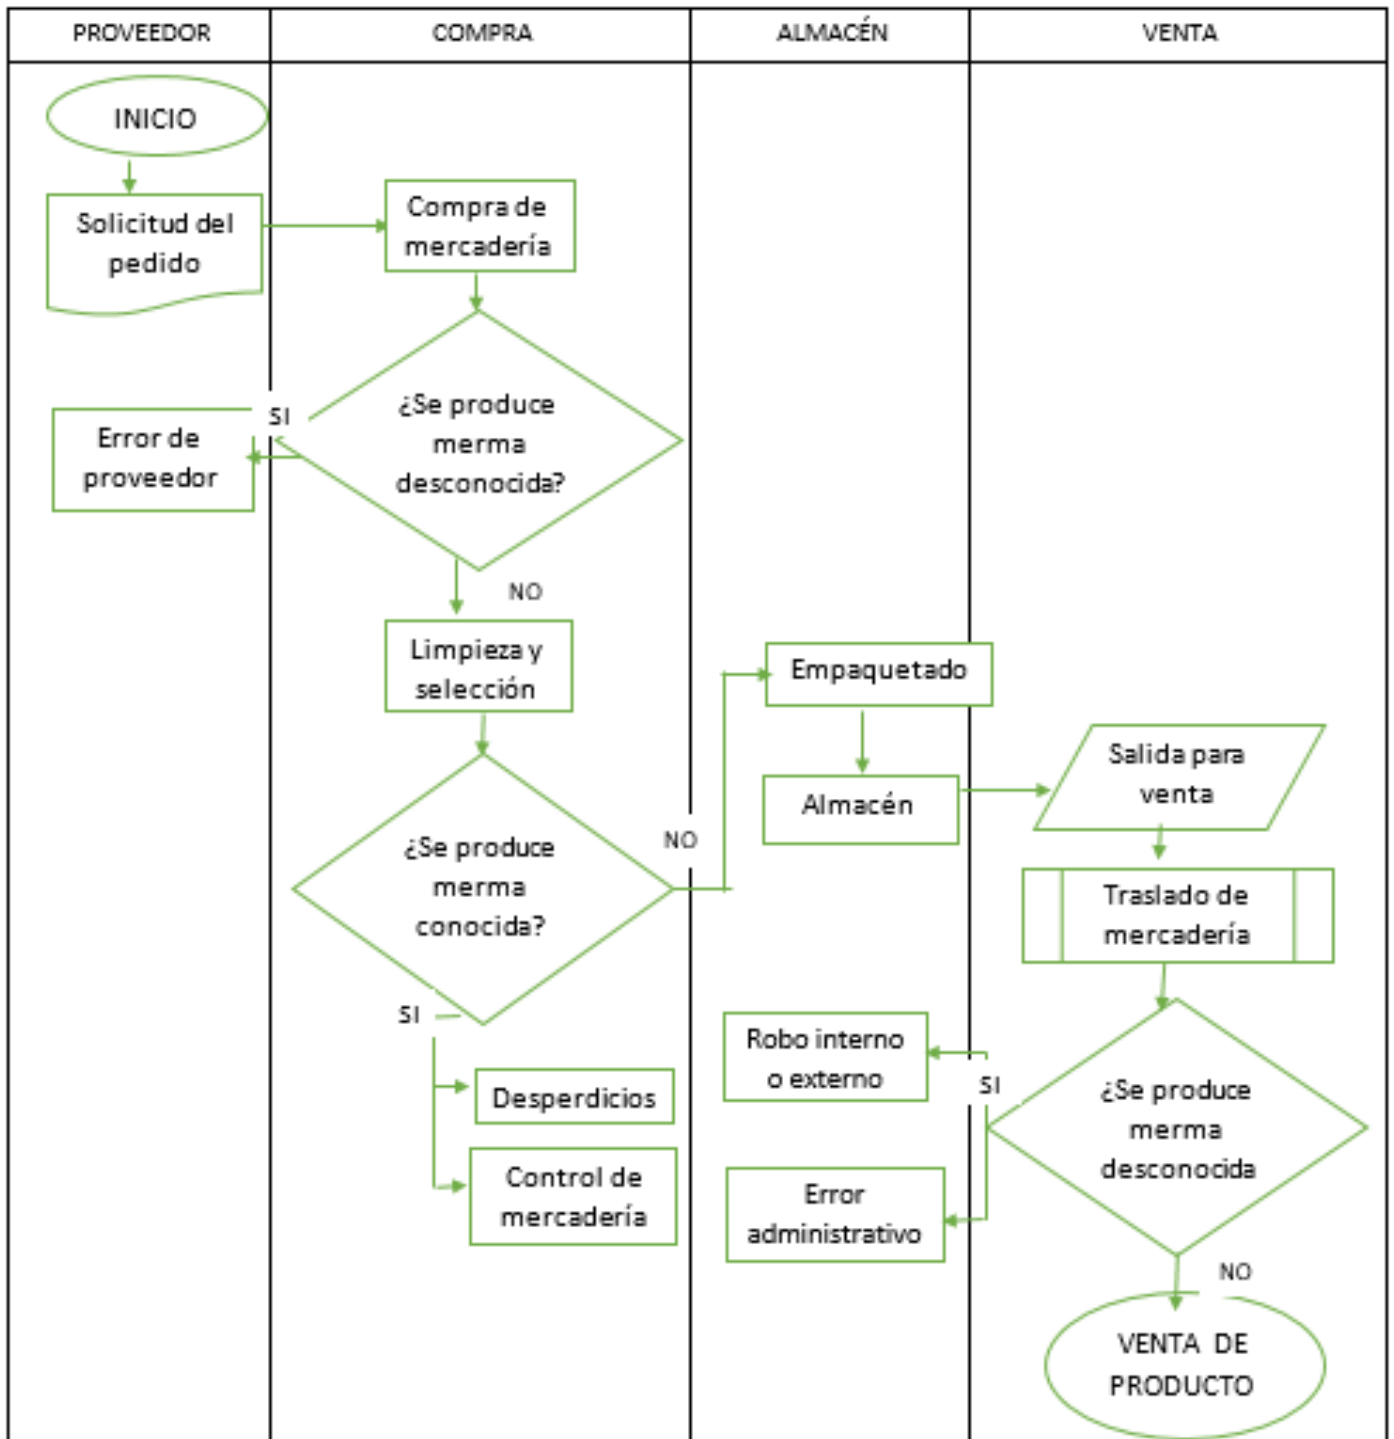 PROVEEDOR
COMPRA
ALMACÉN
VENTA
INICIO
Solicitud del
pedido
Compra de
mercadería
¿Se produce
merma
desconocida?
SI
Error de
proveedor
NO
Limpieza y
selección
¿Se produce
merma
conocida?
NO
SI
Desperdicios
Control de
mercadería
Empaquetado
Almacén
Salida para
venta
Traslado de
mercadería
¿Se produce
merma
desconocida
SI
Robo interno
o externo
Error
administrativo
NO
VENTA DE
PRODUCTO